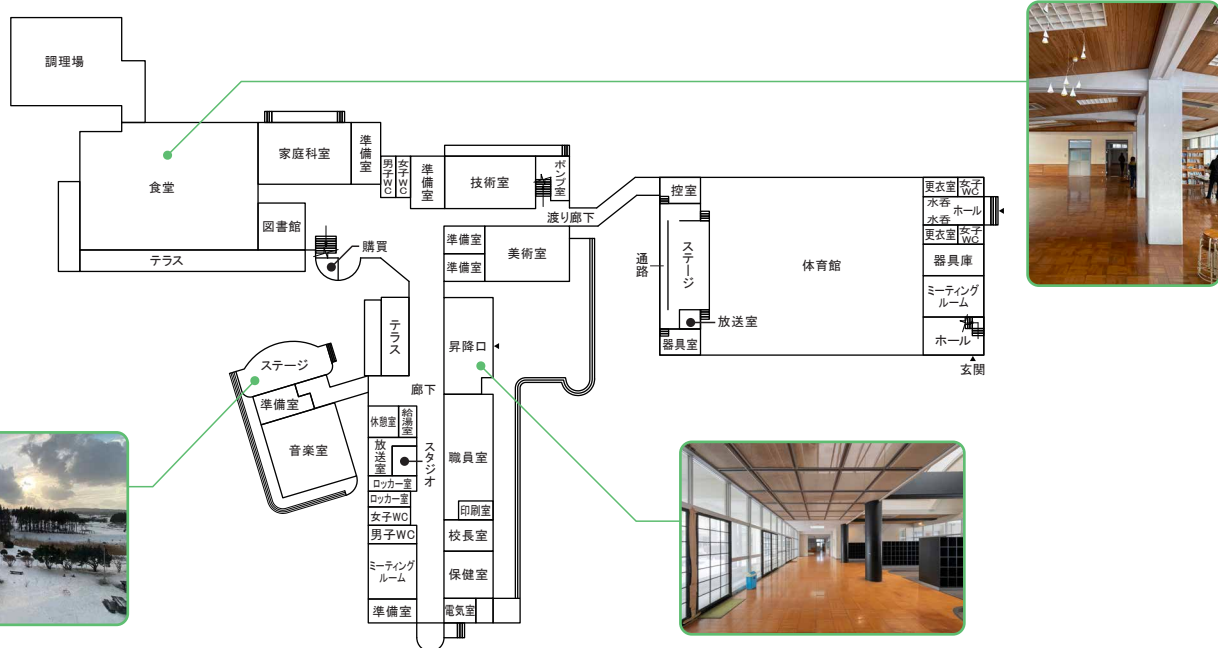 調理場
食堂
家庭科室
準備室
男子WC
女子WC
準備室
技術室
ポンプ室
渡り廊下
図書館
購買
テラス
準備室
準備室
美術室
控室
通路
ステージ
放送室
器具室
体育館
更衣室
女子WC
水呑
水呑
ホール
更衣室
女子WC
器具庫
ミーティング
ルーム
ホール
玄関
テラス
昇降口
廊下
ステージ
準備室
音楽室
休憩室
給湯室
放送室
スタジオ
ロッカー室
ロッカー室
女子WC
男子WC
ミーティング
ルーム
準備室
職員室
印刷室
校長室
保健室
電気室